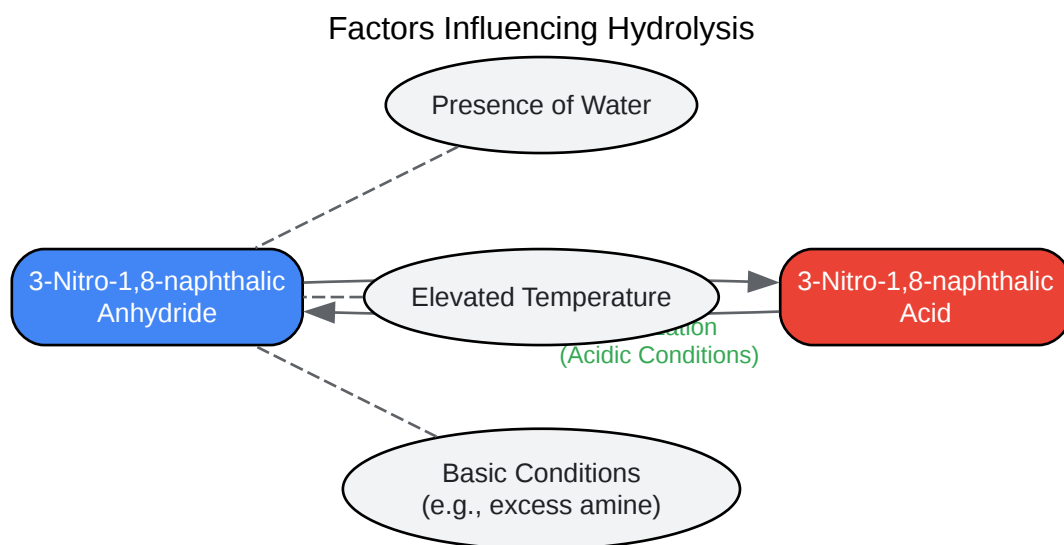 Factors Influencing Hydrolysis
Presence of Water
3-Nitro-1,8-naphthalic
Anhydride
Elevated Temperature
3-Nitro-1,8-naphthalic
Acid
(Acidic Conditions)
Basic Conditions
(e.g., excess amine)